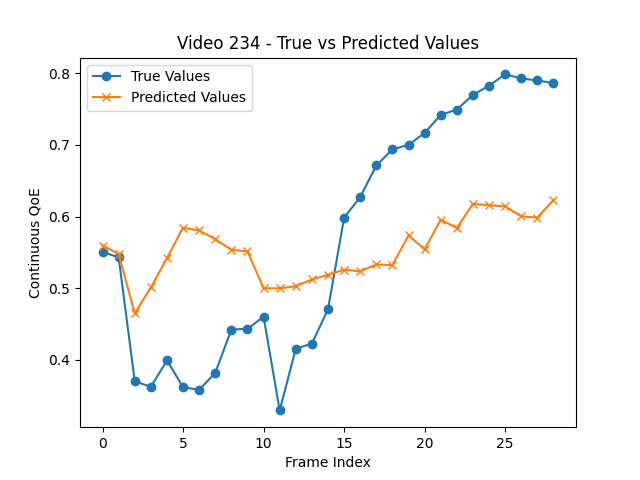 Video 234 - True vs Predicted Values
True Values
Predicted Values
Continuous QoE
0.8
0.7
0.6
0.5
0.4
0 5 10 15 20 25
Frame Index